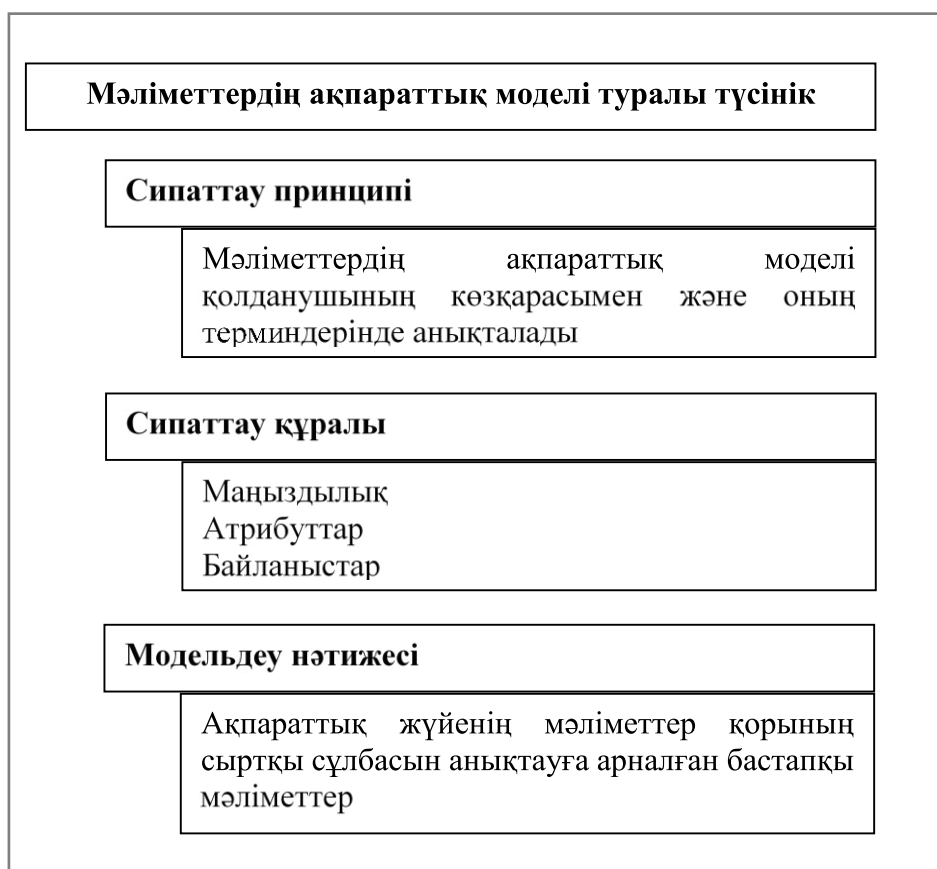 Мәліметтердің ақпараттық моделі туралы түсінік
Сипаттау принципі
Мәліметтердің ақпараттық моделі
қолданушының көзқарасымен және оның
терминдерінде анықталады
Сипаттау құралы
Маңыздылық
Атрибуттар
Байланыстар
Модельдеу нәтижесі
Ақпараттық жүйенің мәліметтер қорының
сыртқы сұлбасын анықтауға арналған бастапқы
мәліметтер